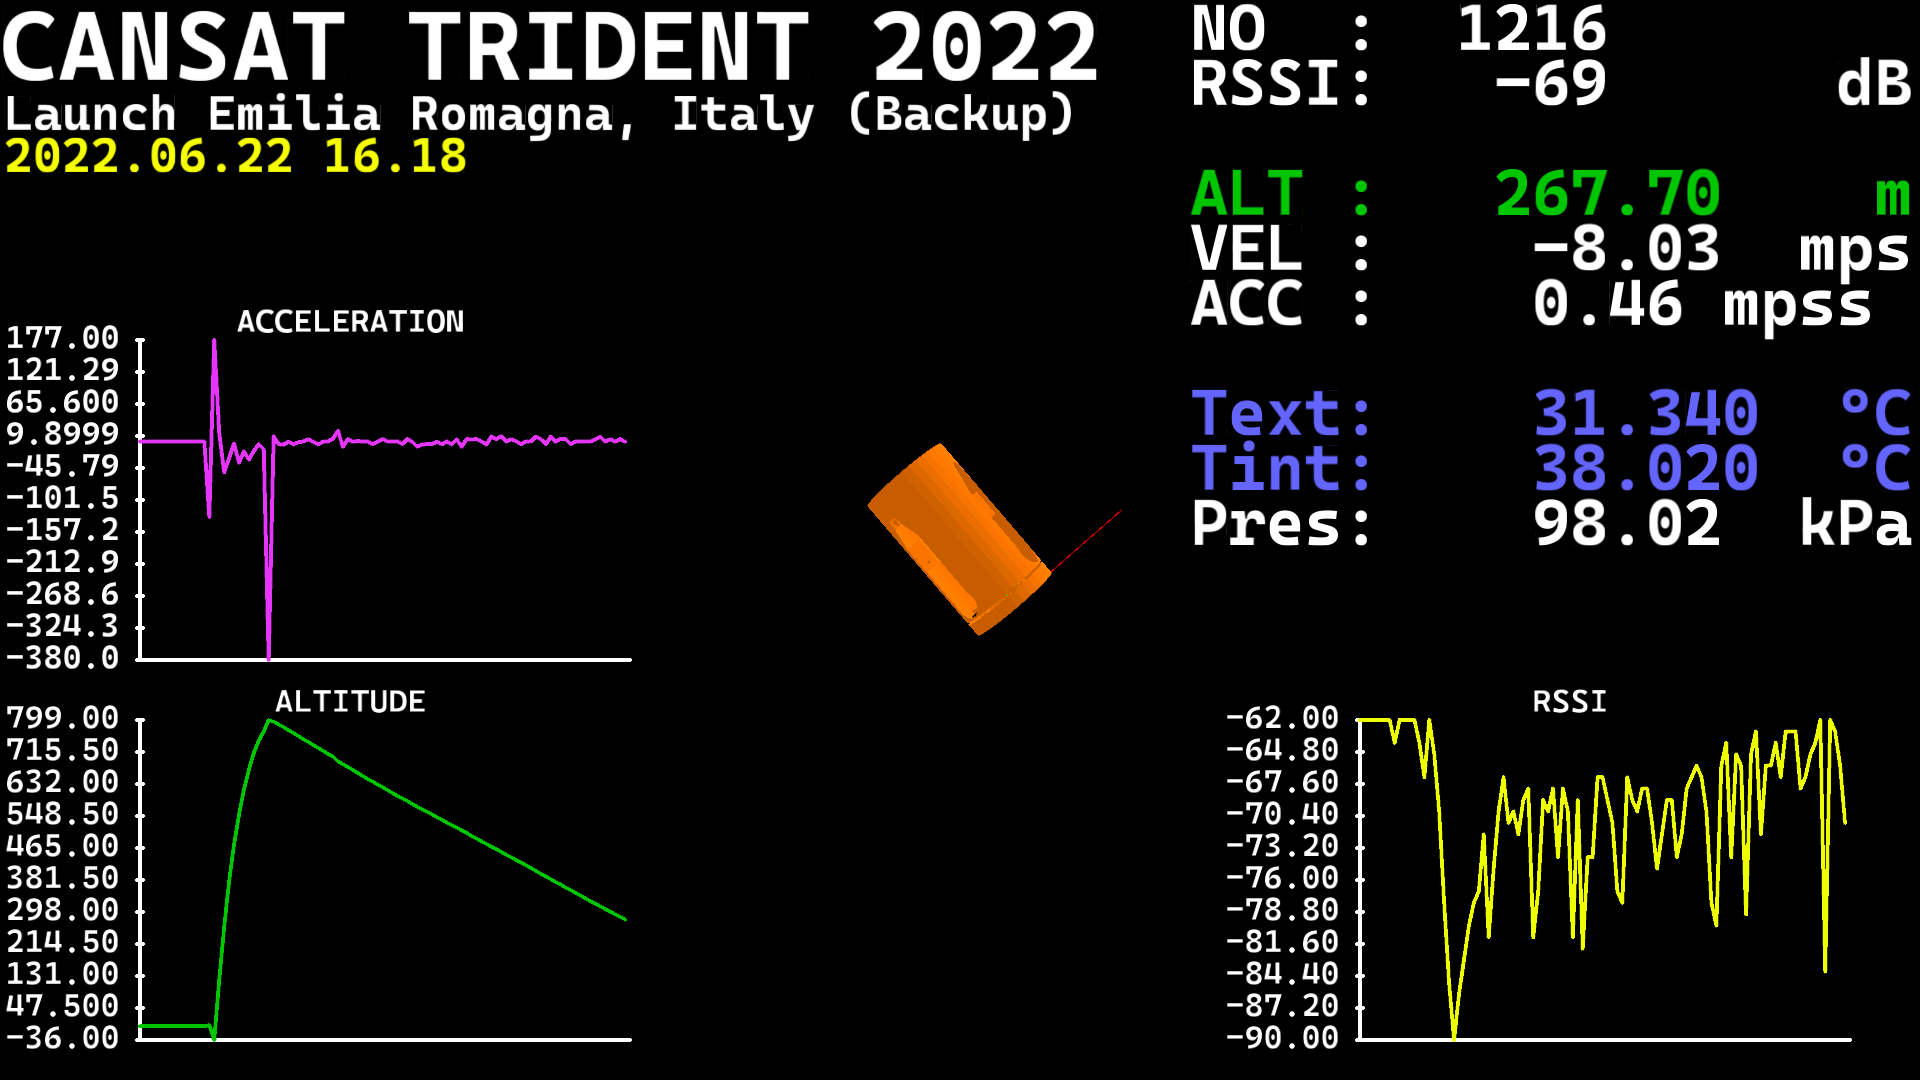 CANSAT TRIDENT 2022
Launch Emilia Romagna, Italy (Backup)
2022.06.22 16.18
NO : 1216
RSSI: −69 dB
ALT : 267.70 m
VEL : −8.03 mps
ACC : 0.46 mpss
Text: 31.340 °C
Tint: 38.020 °C
Pres: 98.02 kPa
ACCELERATION
177.00
121.29
65.600
9.8999
−45.79
−101.5
−157.2
−212.9
−268.6
−324.3
−380.0
ALTITUDE
799.00
715.50
632.00
548.50
465.00
381.50
298.00
214.50
131.00
47.500
−36.00
RSSI
−62.00
−64.80
−67.60
−70.40
−73.20
−76.00
−78.80
−81.60
−84.40
−87.20
−90.00